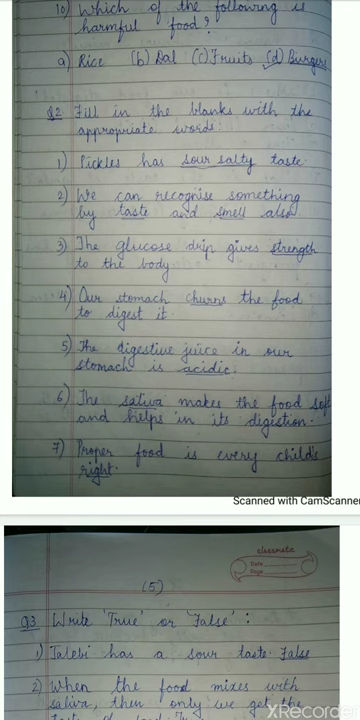 10) Which of the following is
harmful food?
a) Rice (b) Dal (c) Fruits (d) Burgers
Q2 Fill in the blanks with the
appropriate words:
1) Pickles has sour salty taste.
2) We can recognise something
by taste and smell also
3) The glucose drip gives strength
to the body
4) Our stomach churns the food
to digest it.
5) The digestive juice in our
stomach is acidic.
6) The saliva makes the food soft
and helps in its digestion.
7) Proper food is every child's
right.
Scanned with CamScanner
classmate
Date
Page
(5)
Q3 Write 'True' or 'False':
1) Jalebi has a sour taste. False
2) When the food mixes with
saliva, then only we get the
XRecorder